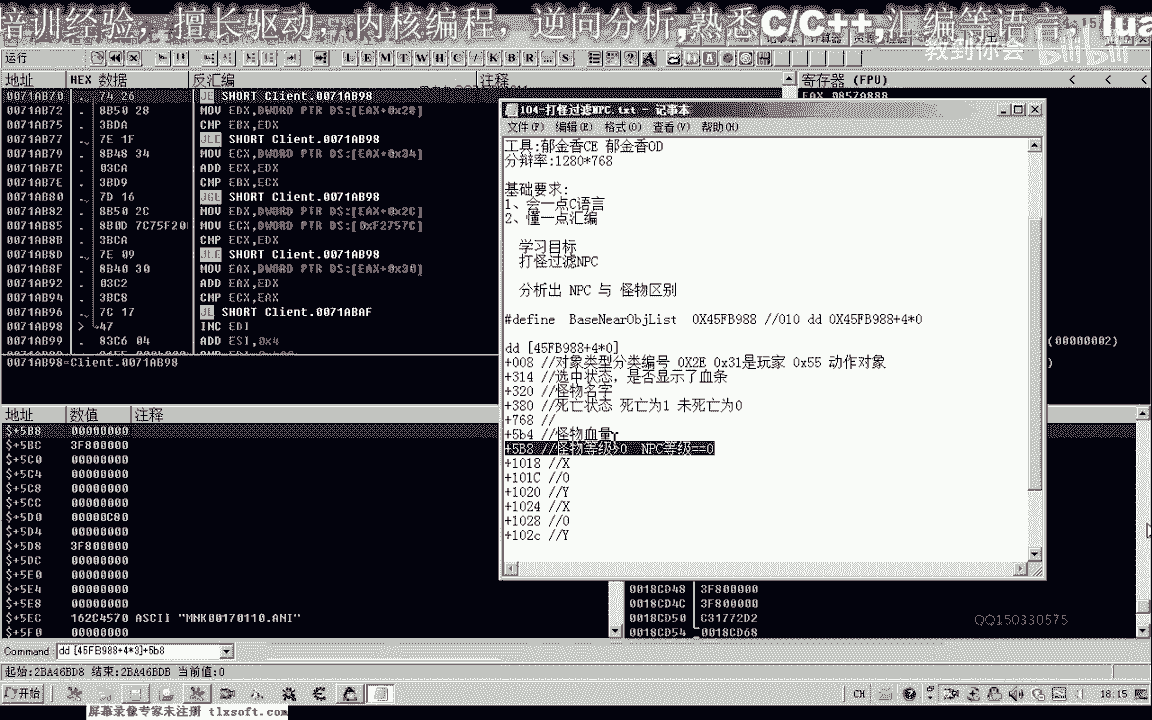 培训经验，擅长驱动，内核编程，逆向分析,熟悉C/C++,汇编等语言，lua
教到你会 bilibili
运行
L E M T W H C / K B R ... S
地址 HEX 数据 反汇编 注释
0071AB70 . 74 26 JE SHORT Client.0071AB98
0071AB72 . 8B50 28 MOV EDX,DWORD PTR DS:[EAX+0x28]
0071AB75 . 3BDA CMP EBX,EDX
0071AB77 .~ 7E 1F JLE SHORT Client.0071AB98
0071AB79 . 8B48 34 MOV ECX,DWORD PTR DS:[EAX+0x34]
0071AB7C . 03CA ADD ECX,EDX
0071AB7E . 3BD9 CMP EBX,ECX
0071AB80 .~ 7D 16 JGE SHORT Client.0071AB98
0071AB82 . 8B50 2C MOV EDX,DWORD PTR DS:[EAX+0x2C]
0071AB85 . 8B0D 7C75F20 MOV ECX,DWORD PTR DS:[0xF2757C]
0071AB8B . 3BCA CMP ECX,EDX
0071AB8D .~ 7E 09 JLE SHORT Client.0071AB98
0071AB8F . 8B40 30 MOV EAX,DWORD PTR DS:[EAX+0x30]
0071AB92 . 03C2 ADD EAX,EDX
0071AB94 . 3BC8 CMP ECX,EAX
0071AB96 .~ 7C 17 JL SHORT Client.0071ABAF
0071AB98 > 47 INC EDI
0071AB99 . 83C6 04 ADD ESI,0x4
0071AB98=Client.0071AB98
寄存器 (FPU) < < <
EAX 0857A888
(00000002)
104-打怪过滤NPC.txt - 记事本
文件(F) 编辑(E) 格式(O) 查看(V) 帮助(H)
工具:郁金香CE 郁金香OD
分辩率:1280*768
基础要求:
1、会一点C语言
2、懂一点汇编
学习目标
打怪过滤NPC
分析出 NPC 与 怪物区别
#define BaseNearObjList 0X45FB988 //010 dd 0X45FB988+4*0
dd [45FB988+4*0]
+008 //对象类型分类编号 0X2E 0x31是玩家 0x55 动作对象
+314 //选中状态，是否显示了血条
+320 //怪物名字
+380 //死亡状态 死亡为1 未死亡为0
+768 //
+5b4 //怪物血量
+5B8 //怪物等级>0 NPC等级==0
+1018 //X
+101C //0
+1020 //Y
+1024 //X
+1028 //0
+102c //Y
地址 数值 注释
$+5B8 00000000
$+5BC 3F800000
$+5C0 00000000
$+5C4 00000000
$+5C8 00000000
$+5CC 00000000
$+5D0 00000C80
$+5D4 00000000
$+5D8 3F800000
$+5DC 00000000
$+5E0 00000000
$+5E4 00000000
$+5E8 00000000
$+5EC 162C4570 ASCII "MNK00170110.ANI"
$+5F0 00000000
0018CD48 3F800000
0018CD4C 3F800000
0018CD50 C31772D2
0018CD54 0018CD68
QQ150330575
Command: dd [45FB988+4*3]+5b8
起始:2BA46BD8 结束:2BA46BDB 当前值:0
开始 CH 18:15
屏幕录像专家未注册 tlxsoft.com